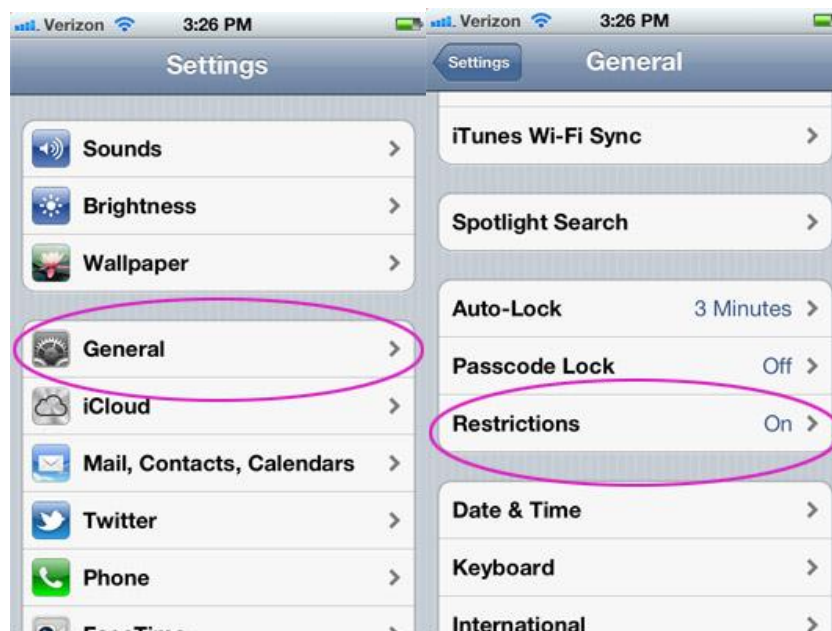 Verizon 3:26 PM
Settings
Sounds
Brightness
Wallpaper
General
iCloud
Mail, Contacts, Calendars
Twitter
Phone
FaceTime
Verizon 3:26 PM
Settings General
iTunes Wi-Fi Sync
Spotlight Search
Auto-Lock 3 Minutes
Passcode Lock Off
Restrictions On
Date & Time
Keyboard
International